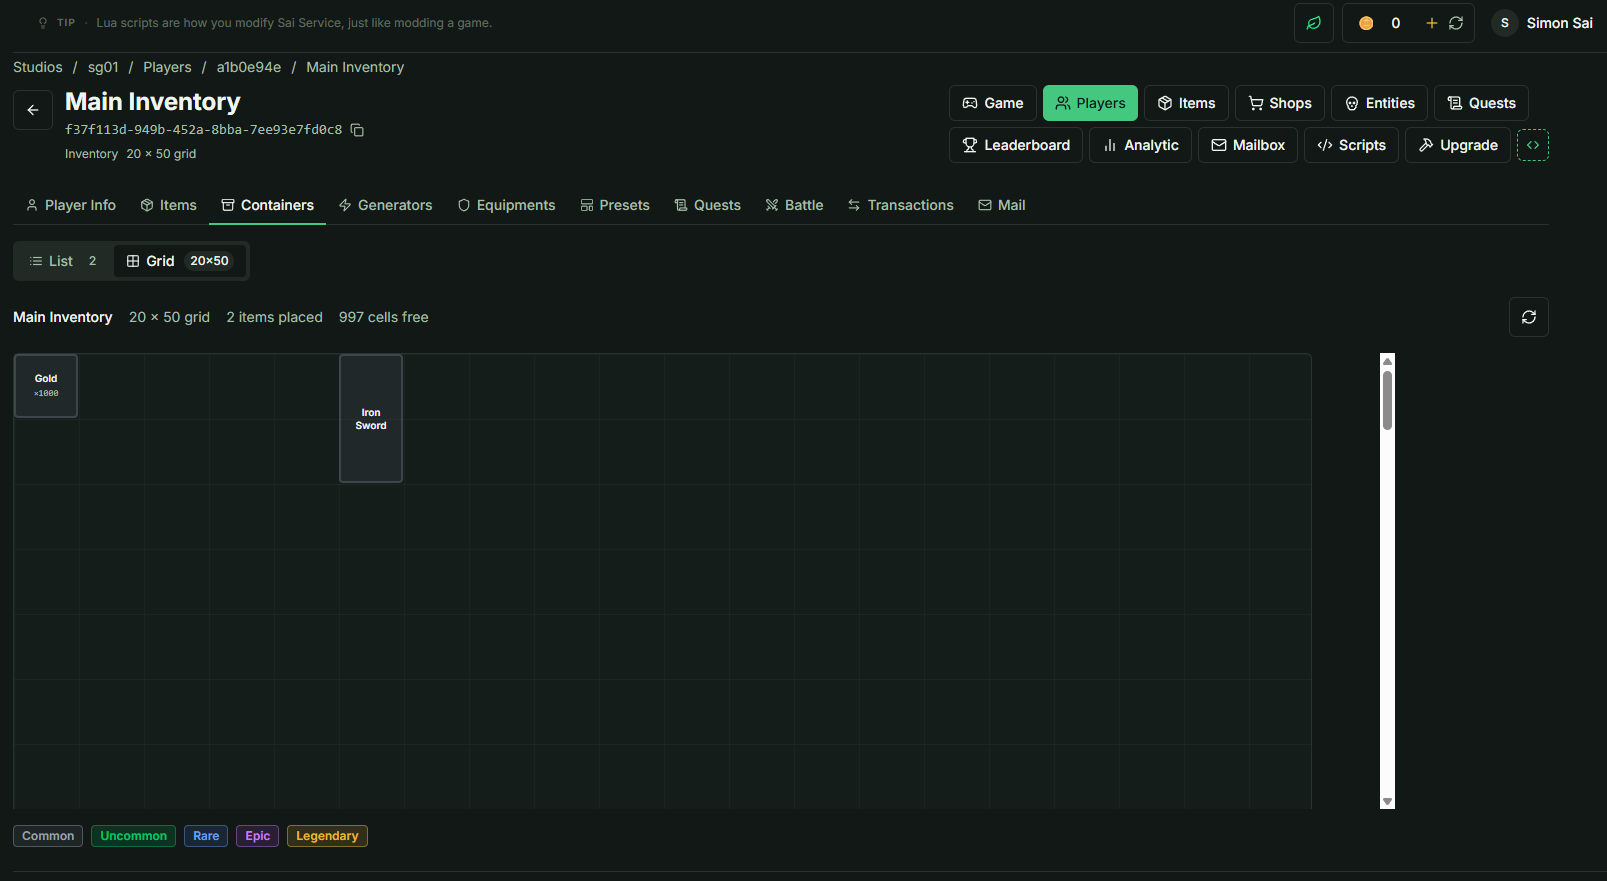 TIP · Lua scripts are how you modify Sai Service, just like modding a game.
0
S Simon Sai
Studios / sg01 / Players / a1b0e94e / Main Inventory
Main Inventory
f37f113d-949b-452a-8bba-7ee93e7fd0c8
Inventory 20 × 50 grid
Game Players Items Shops Entities Quests
Leaderboard Analytic Mailbox Scripts Upgrade
Player Info Items Containers Generators Equipments Presets Quests Battle Transactions Mail
List 2 Grid 20×50
Main Inventory 20 × 50 grid 2 items placed 997 cells free
Gold
×1000
Iron
Sword
Common Uncommon Rare Epic Legendary